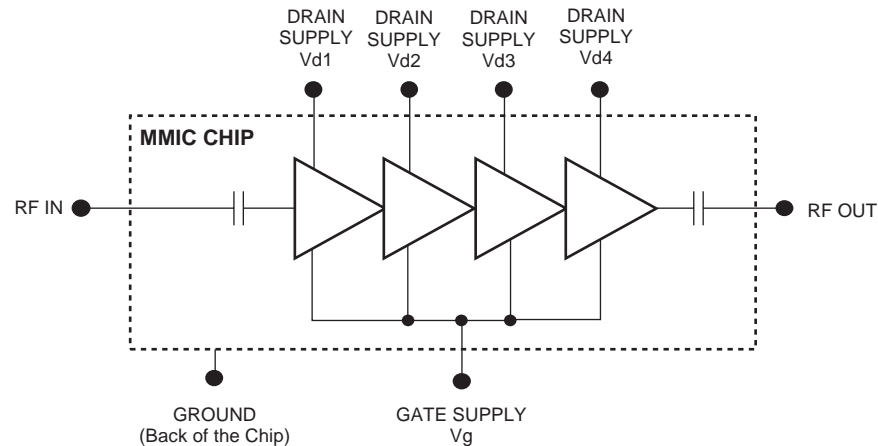 DRAIN
SUPPLY
Vd1
DRAIN
SUPPLY
Vd2
DRAIN
SUPPLY
Vd3
DRAIN
SUPPLY
Vd4
MMIC CHIP
RF IN
RF OUT
GROUND
(Back of the Chip)
GATE SUPPLY
Vg